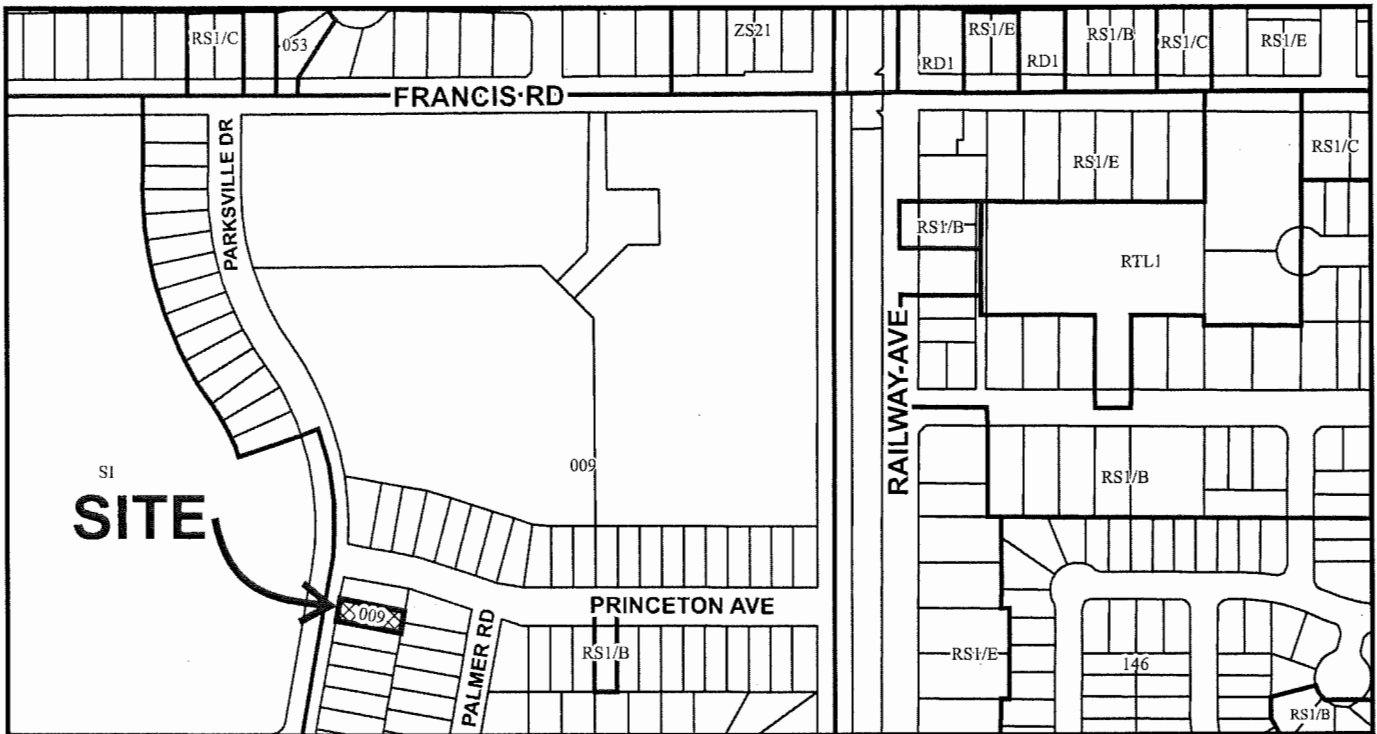 RS1/C
053
ZS21
RD1
RS1/E
RD1
RS1/B
RS1/C
RS1/E
FRANCIS RD
PARKSVILLE DR
RS1/E
RS1/C
RS1/B
RTL1
RAILWAY AVE
SI
009
RS1/B
SITE
009
PRINCETON AVE
PALMER RD
RS1/B
RS1/E
146
RS1/B